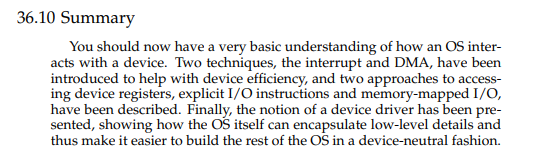 36.10 Summary
You should now have a very basic understanding of how an OS inter-
acts with a device. Two techniques, the interrupt and DMA, have been
introduced to help with device efficiency, and two approaches to access-
ing device registers, explicit I/O instructions and memory-mapped I/O,
have been described. Finally, the notion of a device driver has been pre-
sented, showing how the OS itself can encapsulate low-level details and
thus make it easier to build the rest of the OS in a device-neutral fashion.